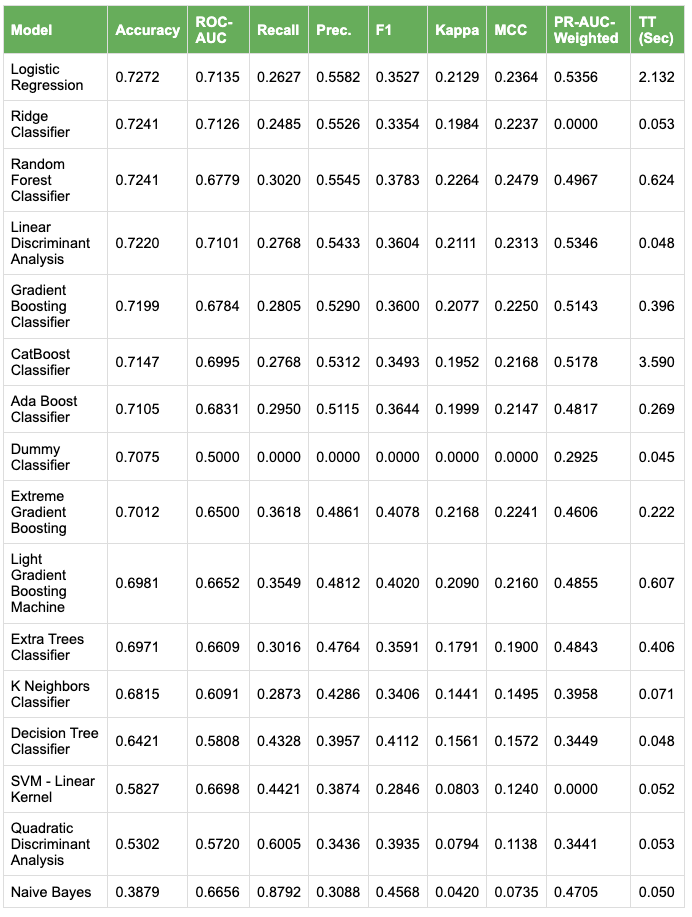 Model Accuracy ROC-AUC Recall Prec. F1 Kappa MCC PR-AUC-Weighted TT (Sec)
Logistic Regression 0.7272 0.7135 0.2627 0.5582 0.3527 0.2129 0.2364 0.5356 2.132
Ridge Classifier 0.7241 0.7126 0.2485 0.5526 0.3354 0.1984 0.2237 0.0000 0.053
Random Forest Classifier 0.7241 0.6779 0.3020 0.5545 0.3783 0.2264 0.2479 0.4967 0.624
Linear Discriminant Analysis 0.7220 0.7101 0.2768 0.5433 0.3604 0.2111 0.2313 0.5346 0.048
Gradient Boosting Classifier 0.7199 0.6784 0.2805 0.5290 0.3600 0.2077 0.2250 0.5143 0.396
CatBoost Classifier 0.7147 0.6995 0.2768 0.5312 0.3493 0.1952 0.2168 0.5178 3.590
Ada Boost Classifier 0.7105 0.6831 0.2950 0.5115 0.3644 0.1999 0.2147 0.4817 0.269
Dummy Classifier 0.7075 0.5000 0.0000 0.0000 0.0000 0.0000 0.0000 0.2925 0.045
Extreme Gradient Boosting 0.7012 0.6500 0.3618 0.4861 0.4078 0.2168 0.2241 0.4606 0.222
Light Gradient Boosting Machine 0.6981 0.6652 0.3549 0.4812 0.4020 0.2090 0.2160 0.4855 0.607
Extra Trees Classifier 0.6971 0.6609 0.3016 0.4764 0.3591 0.1791 0.1900 0.4843 0.406
K Neighbors Classifier 0.6815 0.6091 0.2873 0.4286 0.3406 0.1441 0.1495 0.3958 0.071
Decision Tree Classifier 0.6421 0.5808 0.4328 0.3957 0.4112 0.1561 0.1572 0.3449 0.048
SVM - Linear Kernel 0.5827 0.6698 0.4421 0.3874 0.2846 0.0803 0.1240 0.0000 0.052
Quadratic Discriminant Analysis 0.5302 0.5720 0.6005 0.3436 0.3935 0.0794 0.1138 0.3441 0.053
Naive Bayes 0.3879 0.6656 0.8792 0.3088 0.4568 0.0420 0.0735 0.4705 0.050